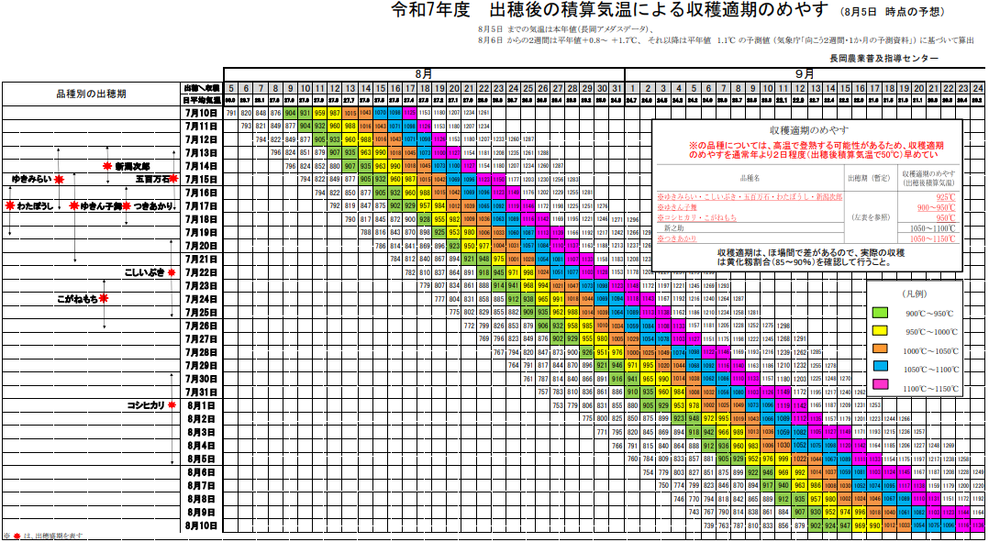 令和7年度　出穂後の積算気温による収穫適期のめやす（8月5日 時点の予想）
8月5日 までの気温は本年値(長岡アメダスデータ)、
8月6日 からの2週間は平年値+0.8～ +1.7℃、 それ以降は平年値 1.1℃ の予測値 (気象庁「向こう2週間・1か月の予測資料」) に基づいて算出
長岡農業普及指導センター
8月 9月
品種別の出穂期
出穂＼収穫 5 6 7 8 9 10 11 12 13 14 15 16 17 18 19 20 21 22 23 24 25 26 27 28 29 30 31 1 2 3 4 5 6 7 8 9 10 11 12 13 14 15 16 17 18 19 20 21 22 23 24
日平均気温
7月10日 791 820 848 876 904 931 959 987 1015 1043 1070 1098 1125 1153 1180 1207 1234 1261
7月11日 793 821 849 877 904 932 960 988 1016 1043 1071 1098 1126 1153 1180 1207 1234
7月12日 794 822 849 877 905 933 960 988 1016 1043 1071 1098 1126 1153 1180 1207 1233 1260 1287
7月13日 796 824 851 879 907 935 963 990 1018 1045 1073 1100 1127 1154 1181 1208 1235 1261 1288
7月14日 796 824 852 880 907 935 963 990 1018 1045 1073 1100 1127 1154 1180 1207 1234 1260 1287
7月15日 794 822 849 877 905 932 960 987 1015 1042 1069 1096 1123 1150 1177 1203 1230 1256 1283
7月16日 794 822 850 877 905 932 960 987 1015 1042 1069 1096 1123 1149 1176 1202 1229 1255 1281
7月17日 792 819 847 875 902 929 957 984 1012 1039 1065 1092 1119 1146 1172 1198 1225 1251 1276
7月18日 790 817 845 872 900 928 955 982 1009 1036 1063 1089 1116 1142 1169 1195 1221 1246 1271 1296
7月19日 788 816 843 870 898 925 953 980 1006 1033 1060 1087 1113 1139 1166 1192 1217 1242 1266
7月20日 786 814 841 869 896 923 950 977 1004 1031 1057 1084 1110 1137 1163 1188 1213 1237
7月21日 784 812 840 867 894 921 948 975 1001 1028 1054 1081 1107 1133 1158 1183 1208
7月22日 782 810 837 864 891 918 945 971 998 1024 1051 1077 1103 1128 1153 1178
7月23日 779 807 834 861 888 914 941 968 994 1021 1047 1073 1098 1123 1148 1172 1197 1221 1245 1269 1293
7月24日 777 804 831 858 885 912 938 965 991 1018 1044 1069 1094 1118 1143 1167 1192 1216 1240 1264 1287
7月25日 775 802 829 855 882 909 935 962 988 1014 1039 1064 1089 1113 1138 1162 1186 1210 1234 1258 1281
7月26日 772 799 826 853 879 906 932 958 985 1010 1034 1059 1084 1108 1133 1157 1181 1205 1228 1252 1275 1298
7月27日 769 796 823 849 876 902 929 955 980 1005 1029 1054 1078 1103 1127 1151 1175 1198 1222 1245 1268 1291
7月28日 767 794 820 847 873 900 926 951 976 1000 1025 1049 1074 1098 1122 1146 1169 1193 1216 1239 1262 1285
7月29日 764 791 817 844 870 896 921 946 971 995 1020 1044 1068 1092 1116 1140 1163 1186 1210 1232 1255 1278
7月30日 761 787 814 840 866 891 916 941 965 990 1014 1038 1062 1086 1110 1133 1157 1180 1203 1225 1248 1270
7月31日 757 783 810 836 861 886 910 935 960 984 1008 1032 1056 1080 1103 1126 1149 1172 1195 1217 1240 1262
8月1日 753 779 806 831 855 880 905 929 953 978 1002 1025 1049 1073 1096 1119 1142 1165 1187 1209 1231 1253
8月2日 775 800 825 850 875 899 923 948 972 995 1019 1043 1066 1089 1112 1135 1157 1179 1201 1223 1244 1266
8月3日 771 795 820 845 869 894 918 942 966 989 1013 1036 1059 1082 1105 1127 1149 1171 1193 1215 1236 1257
8月4日 766 791 815 840 864 888 912 936 960 983 1006 1030 1052 1075 1098 1120 1142 1164 1185 1206 1227 1248 1269
8月5日 760 784 809 833 857 881 905 929 952 976 999 1022 1044 1067 1089 1111 1133 1154 1175 1197 1217 1238 1258
8月6日 754 779 803 827 851 875 899 922 946 969 992 1014 1037 1059 1081 1103 1124 1145 1167 1187 1208 1228 1249
8月7日 750 774 799 823 846 870 894 917 940 963 986 1008 1030 1052 1074 1095 1117 1138 1159 1179 1200 1220
8月8日 746 770 794 818 842 865 889 912 935 957 980 1002 1024 1046 1067 1089 1110 1131 1151 1172 1192
8月9日 743 767 790 814 838 861 884 907 930 952 974 996 1018 1040 1061 1082 1103 1123 1144 1164
8月10日 739 763 787 810 833 856 879 902 924 947 969 990 1012 1033 1054 1075 1096 1116 1136
新潟次郎
ゆきみらい 五百万石
わたぼうし ゆきん子舞 つきあかり
こしいぶき
こがねもち
コシヒカリ
収穫適期のめやす
※の品種については、高温で登熟する可能性があるため、収穫適期
のめやすを通常年より2日程度(出穂後積算気温で50℃)早めてい
品種名 出穂期（暫定） 収穫適期のめやす
（出穂後積算気温）
※ゆきみらい・こしいぶき・五百万石・わたぼうし・新潟次郎 925℃
※ゆきん子舞 900～950℃
※コシヒカリ・こがねもち （左表を参照） 950℃
新之助 1050～1100℃
※つきあかり 1050～1150℃
収穫適期は、ほ場間で差があるので、実際の収穫
は黄化籾割合(85～90%)を確認して行うこと。
（凡例）
900℃～950℃
950℃～1000℃
1000℃～1050℃
1050℃～1100℃
1100℃～1150℃
※ は、出穂盛期を表す